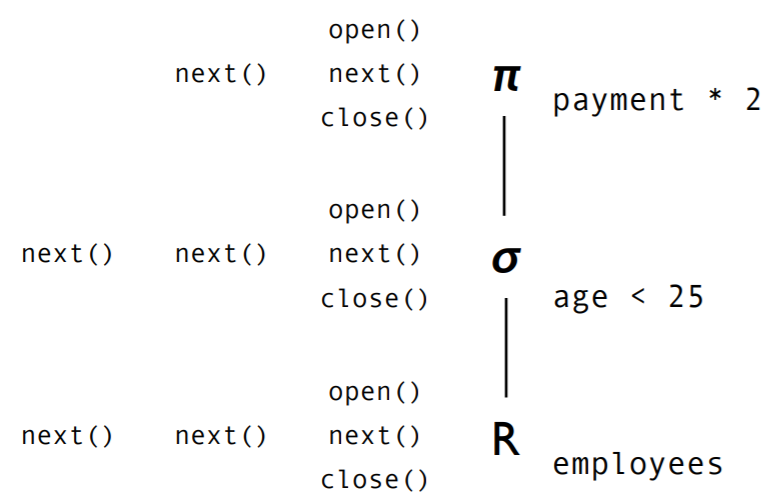 open()
next() next() π
payment * 2
close()
open()
next() next() next() σ
close()
age < 25
open()
next() next() next() R
employees
close()